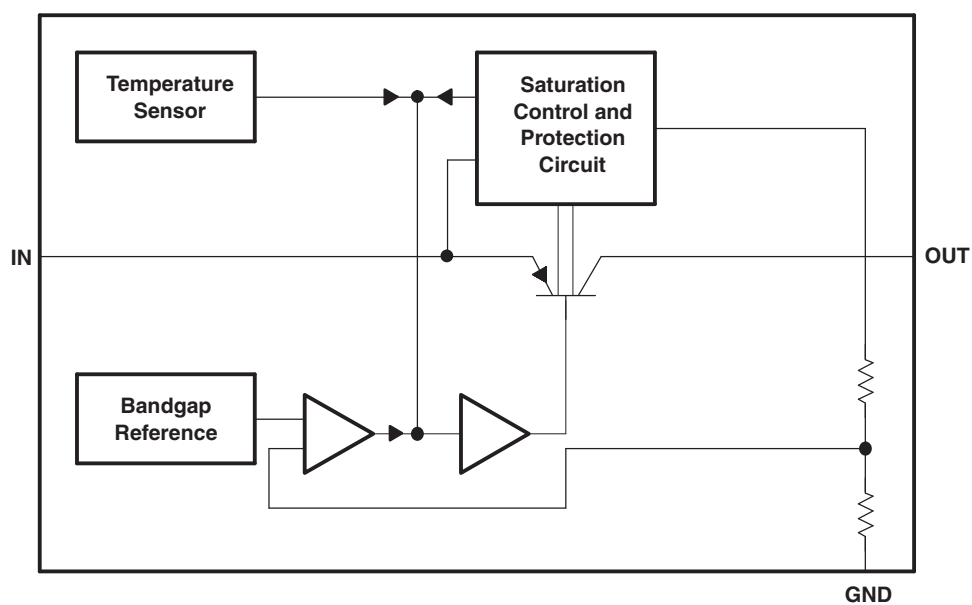 Temperature
Sensor
Saturation
Control and
Protection
Circuit
IN
OUT
Bandgap
Reference
GND